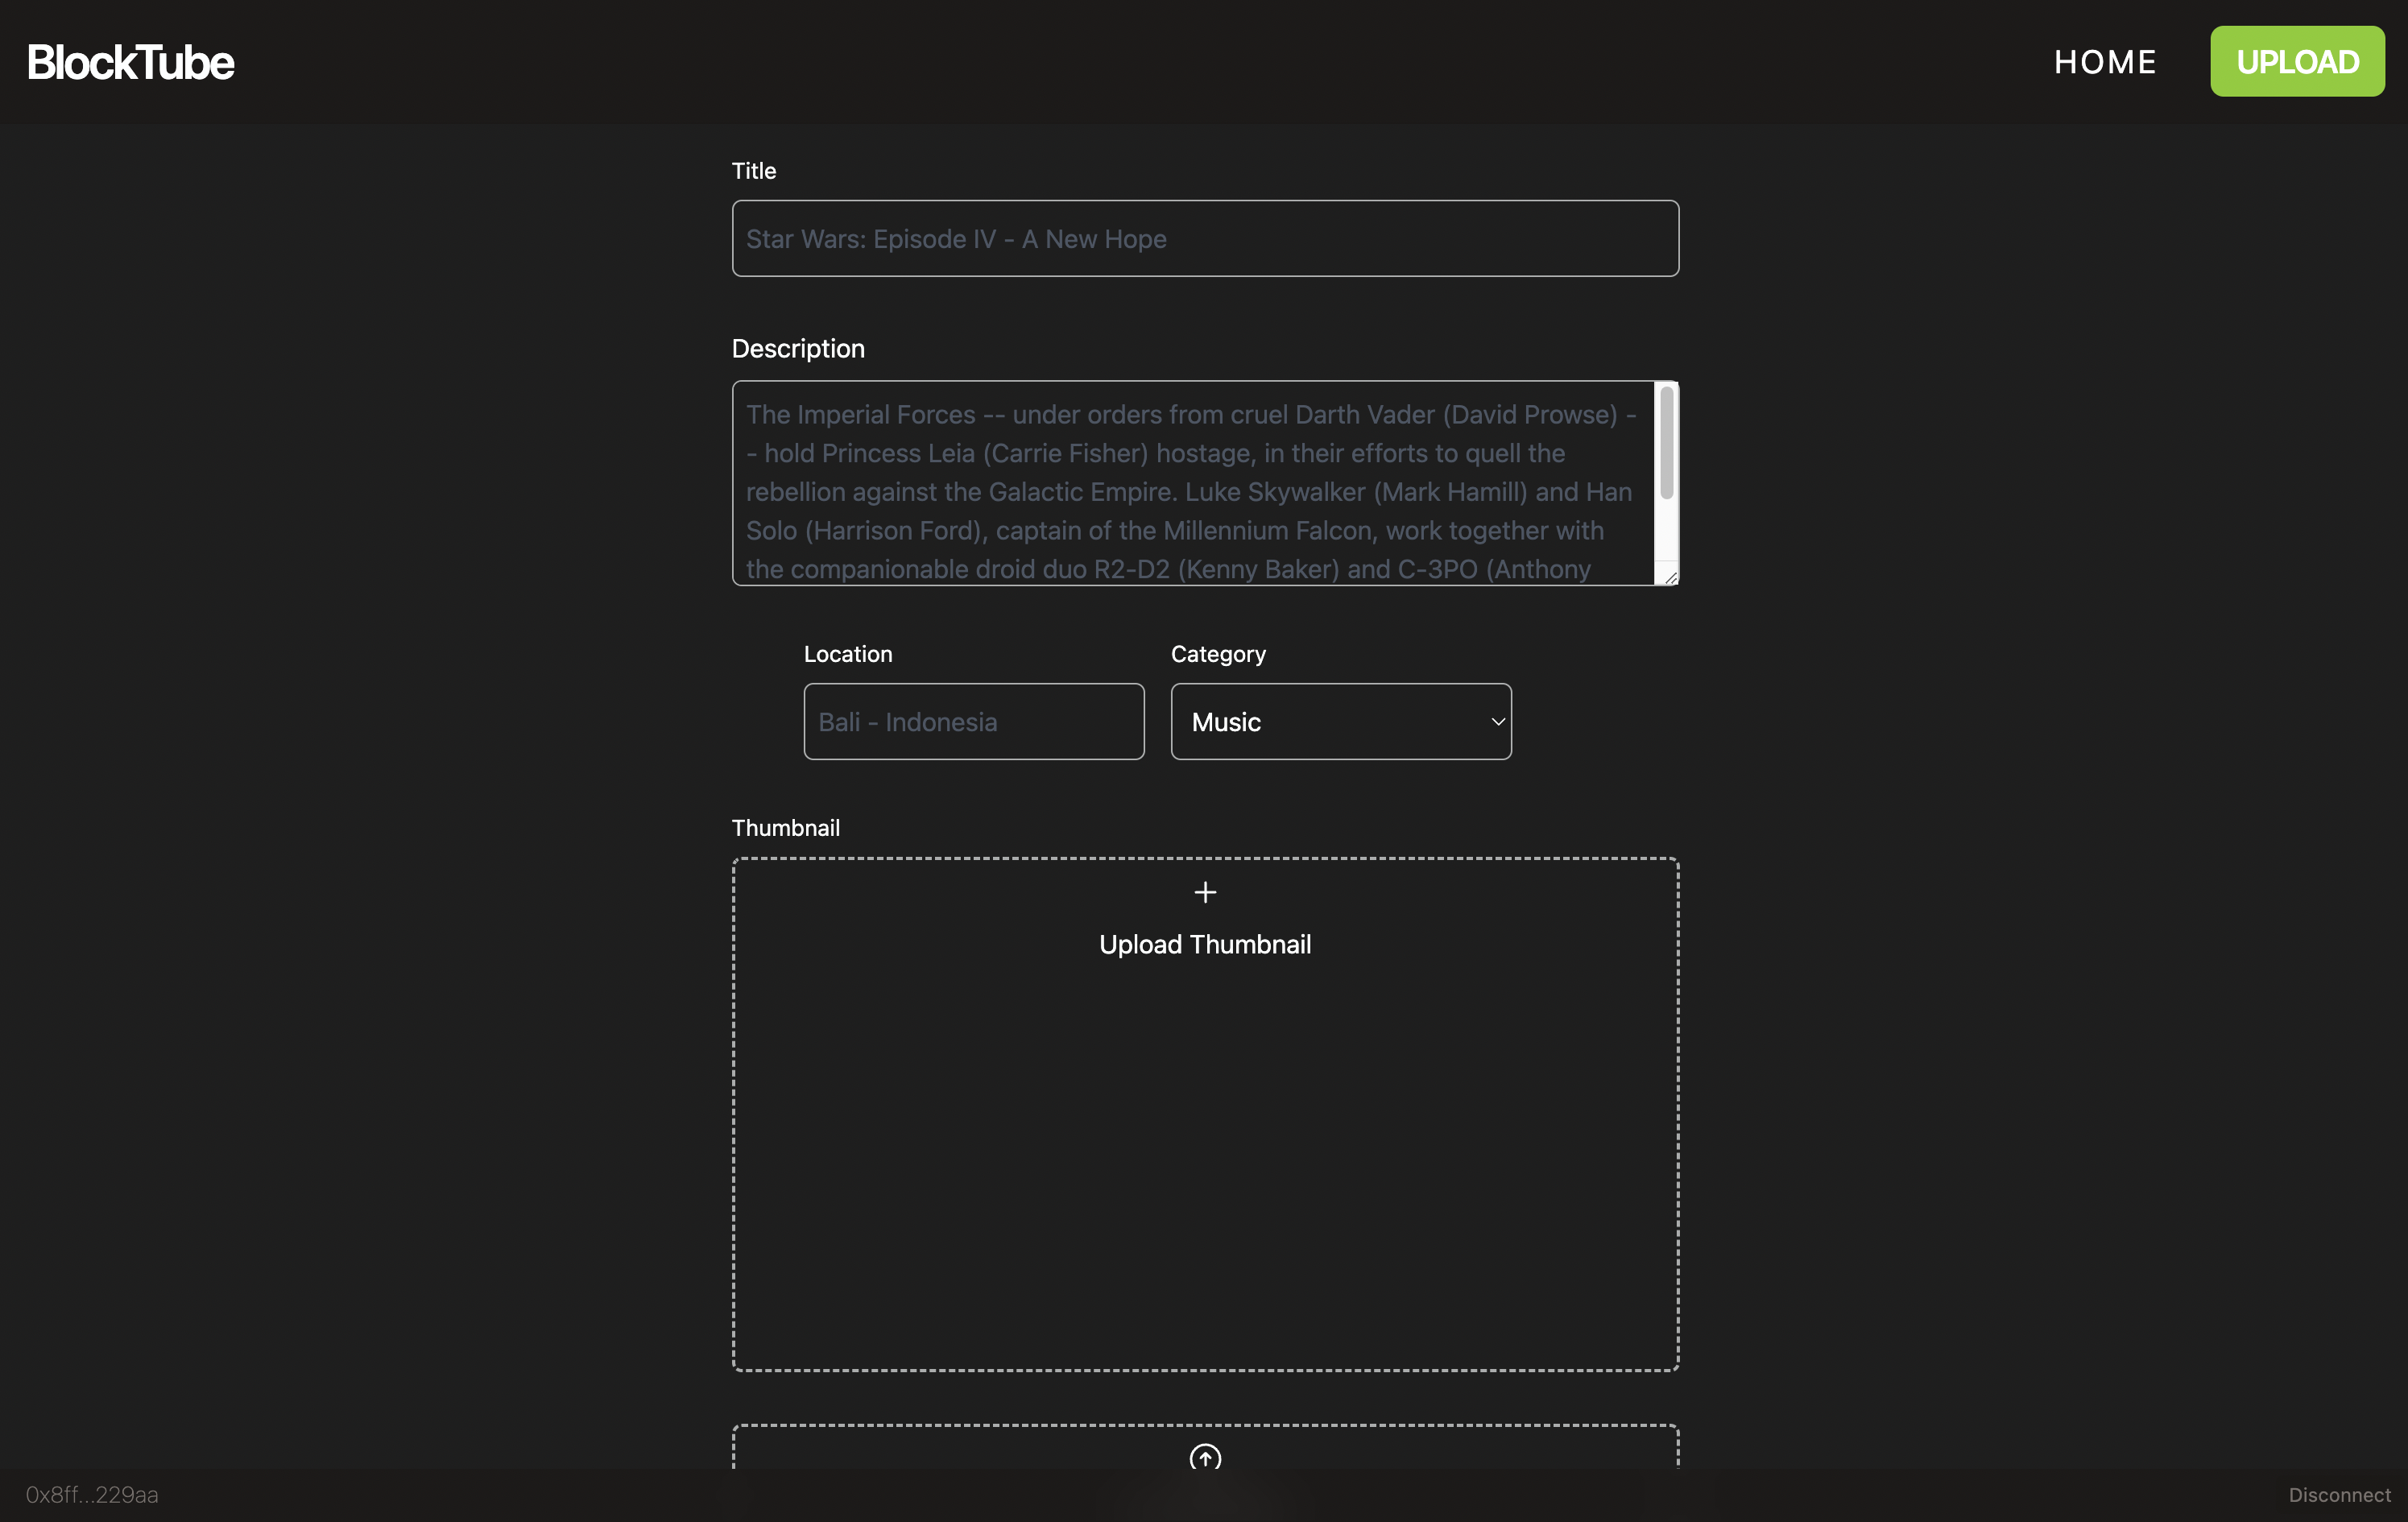 BlockTube
HOME
UPLOAD
Title
Star Wars: Episode IV - A New Hope
Description
The Imperial Forces -- under orders from cruel Darth Vader (David Prowse) -
- hold Princess Leia (Carrie Fisher) hostage, in their efforts to quell the
rebellion against the Galactic Empire. Luke Skywalker (Mark Hamill) and Han
Solo (Harrison Ford), captain of the Millennium Falcon, work together with
the companionable droid duo R2-D2 (Kenny Baker) and C-3PO (Anthony
Location
Category
Bali - Indonesia
Music
Thumbnail
Upload Thumbnail
0x8ff...229aa
Disconnect